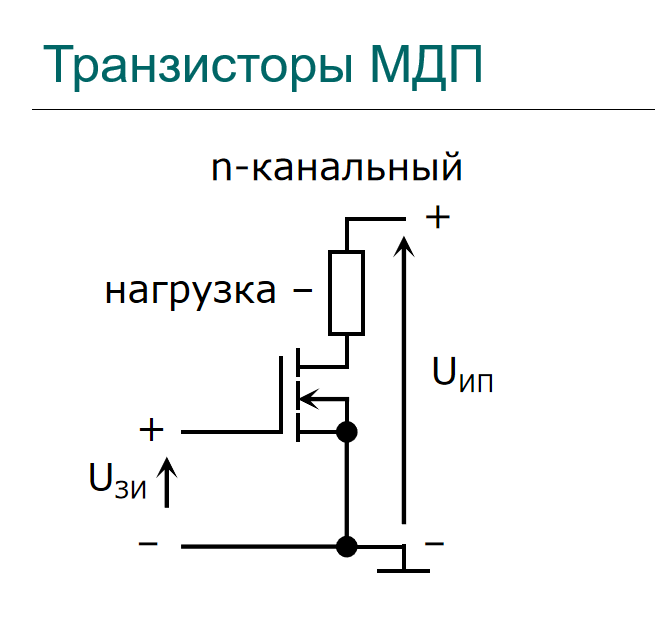 Транзисторы МДП
n-канальный
+
нагрузка –
UИП
+
UЗИ
–
–